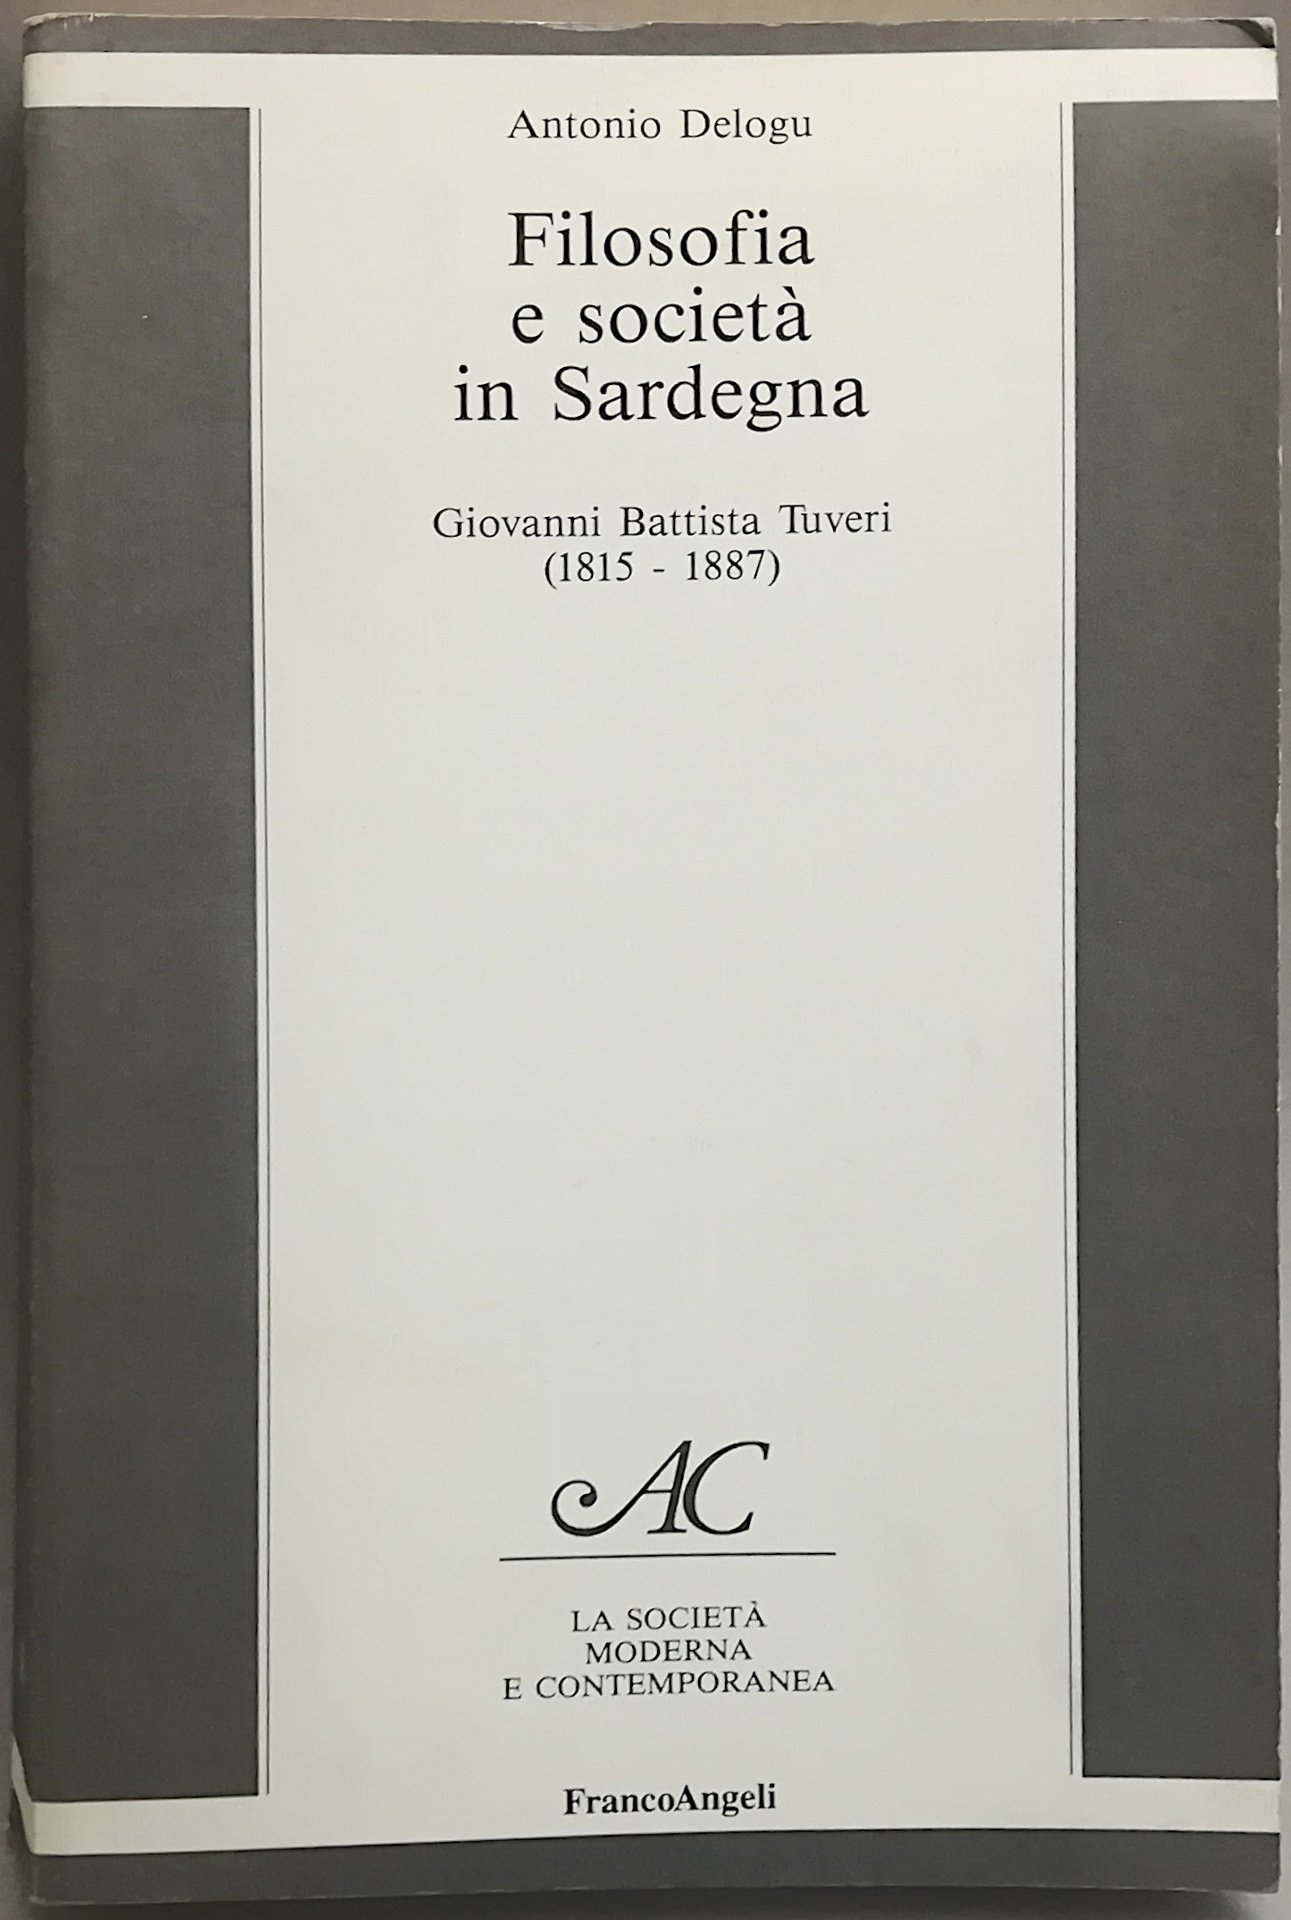 Antonio Delogu
Filosofia
e società
in Sardegna
Giovanni Battista Tuveri
(1815 - 1887)
AC
LA SOCIETÀ
MODERNA
E CONTEMPORANEA
FrancoAngeli